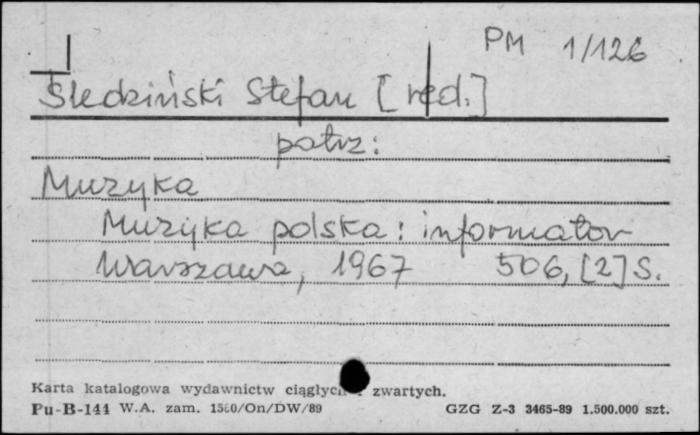 PM 1/126
Śledziński Stefan [red.]
patrz:
Muzyka
Muzyka polska: informator
Warszawa, 1967 506, [2] s.
Karta katalogowa wydawnictw ciągłych i zwartych.
Pu-B-144 W.A. zam. /On/DW/89 GZG Z-3 3465-89 1.500.000 szt.